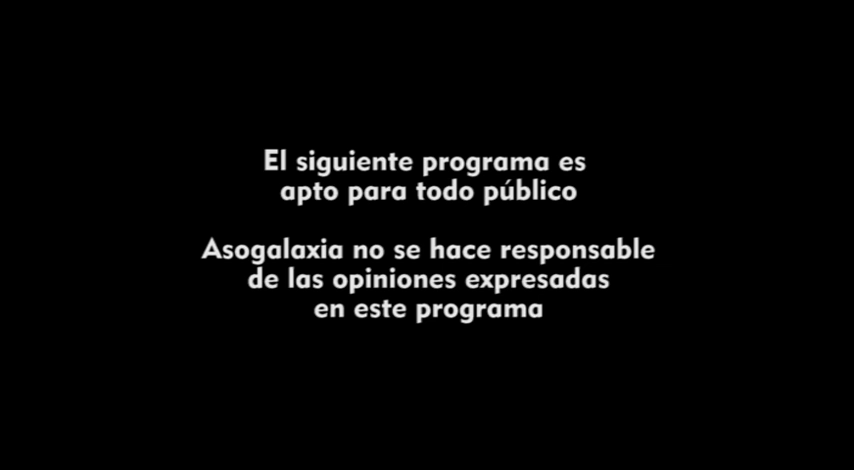 El siguiente programa es
apto para todo público
Asogalaxia no se hace responsable
de las opiniones expresadas
en este programa